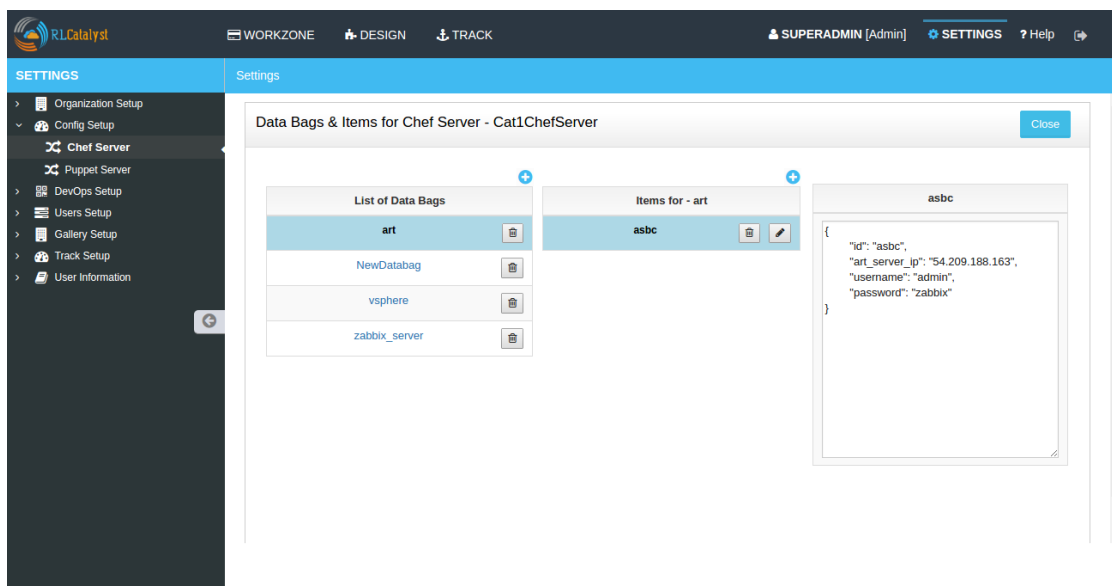 RLCatalyst
WORKZONE
DESIGN
TRACK
SUPERADMIN [Admin]
SETTINGS
? Help
SETTINGS
Settings
Organization Setup
Config Setup
Chef Server
Puppet Server
DevOps Setup
Users Setup
Gallery Setup
Track Setup
User Information
Data Bags & Items for Chef Server - Cat1ChefServer
Close
List of Data Bags
art
NewDatabag
vsphere
zabbix_server
Items for - art
asbc
asbc
{
"id": "asbc",
"art_server_ip": "54.209.188.163",
"username": "admin",
"password": "zabbix"
}